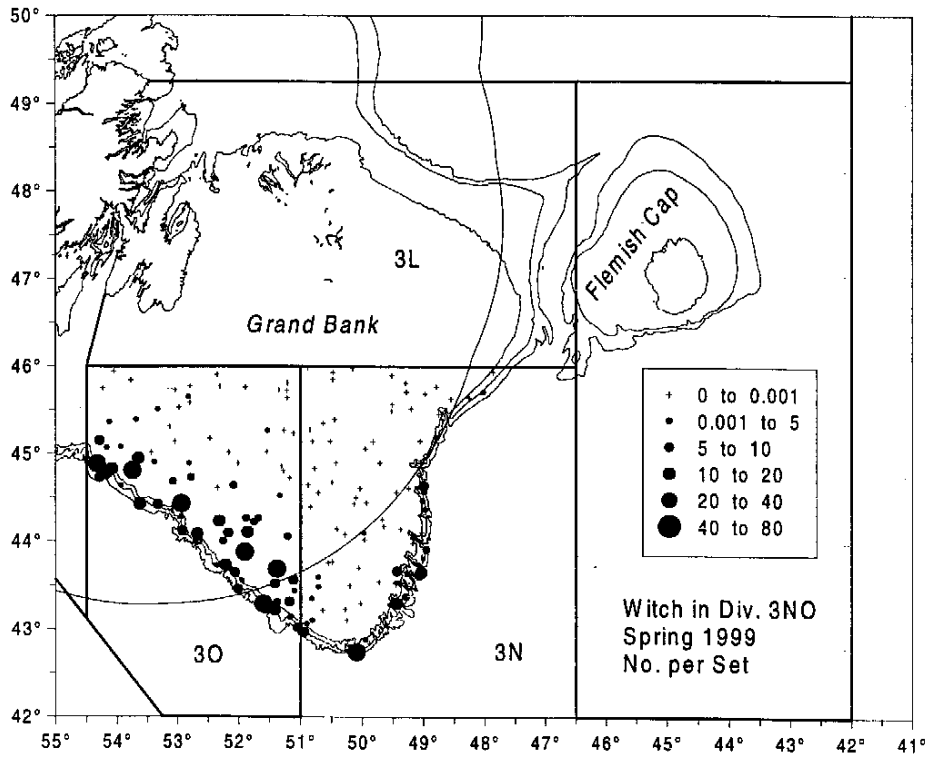 50°
49°
48°
47°
46°
45°
44°
43°
42°
3L
Grand Bank
Flemish Cap
0 to 0.001
0.001 to 5
5 to 10
10 to 20
20 to 40
40 to 80
Witch in Div. 3NO
Spring 1999
No. per Set
3O
3N
55° 54° 53° 52° 51° 50° 49° 48° 47° 46° 45° 44° 43° 42° 41°